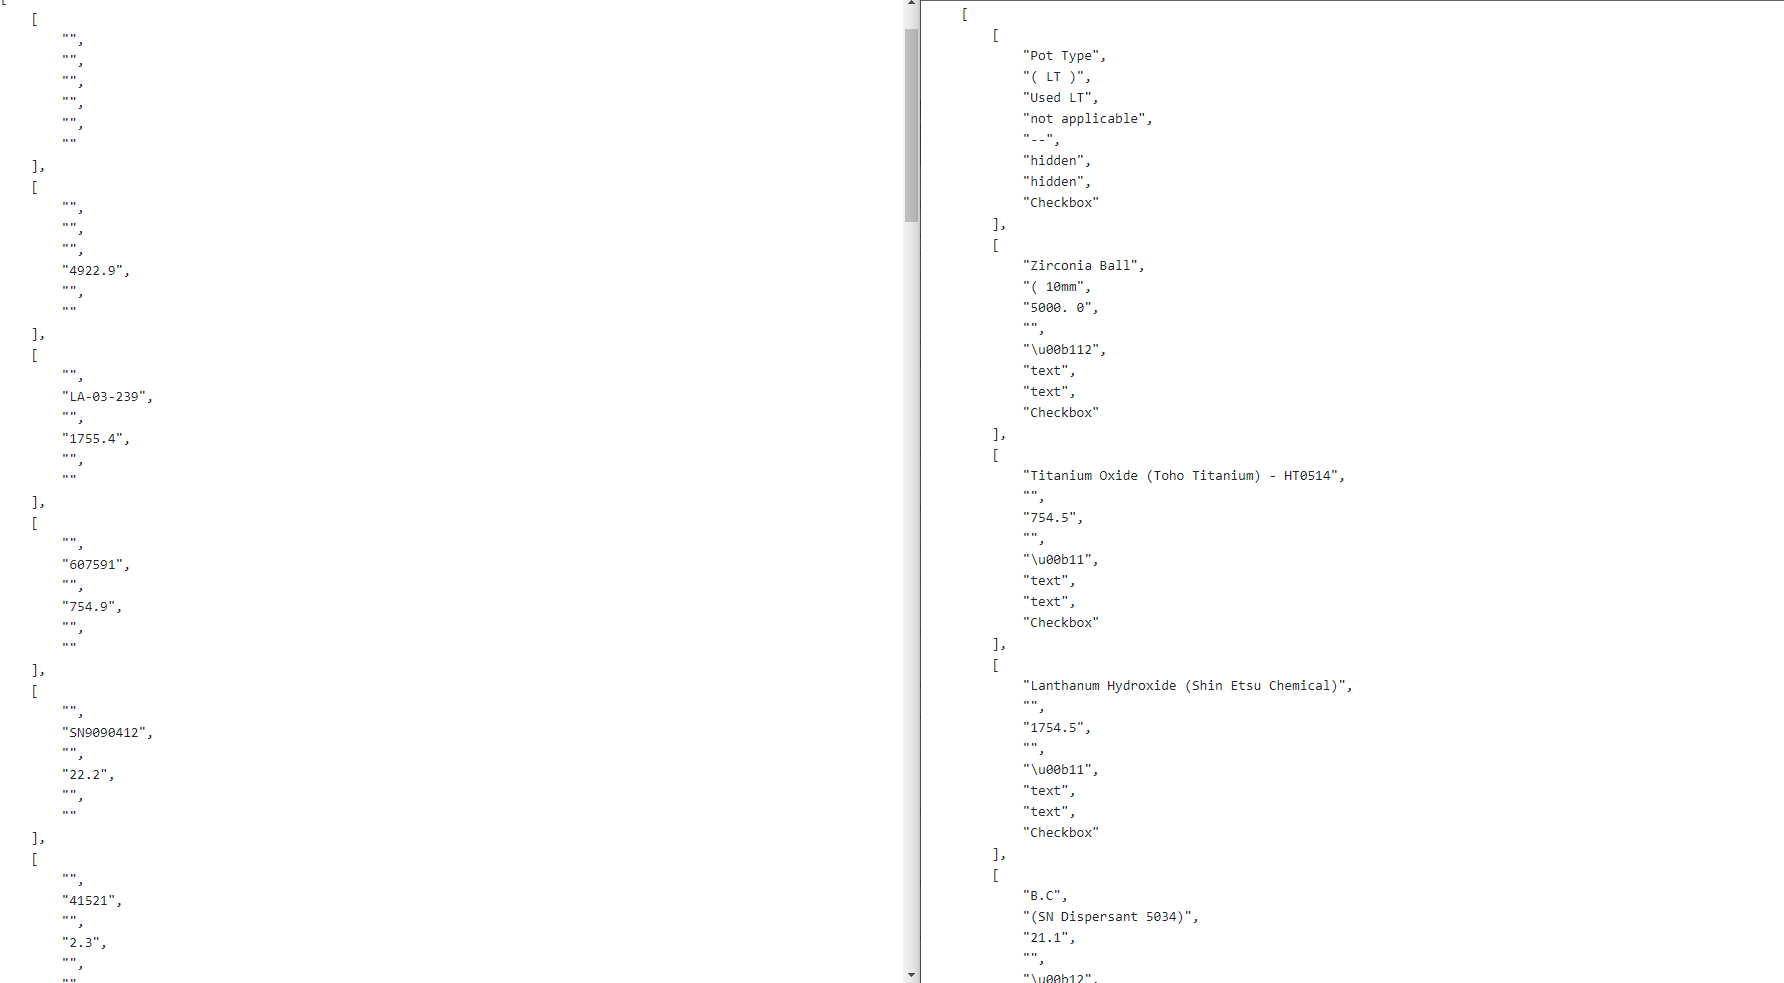 [
[
"",
"",
"",
"",
"",
""
],
[
"",
"",
"",
"4922.9",
"",
""
],
[
"",
"LA-03-239",
"",
"1755.4",
"",
""
],
[
"",
"607591",
"",
"754.9",
"",
""
],
[
"",
"SN9090412",
"",
"22.2",
"",
""
],
[
"",
"41521",
"",
"2.3",
"",
""
[
[
"Pot Type",
"( LT )",
"Used LT",
"not applicable",
"--",
"hidden",
"hidden",
"Checkbox"
],
[
"Zirconia Ball",
"( 10mm",
"5000. 0",
"",
"\u00b112",
"text",
"text",
"Checkbox"
],
[
"Titanium Oxide (Toho Titanium) - HT0514",
"",
"754.5",
"",
"\u00b11",
"text",
"text",
"Checkbox"
],
[
"Lanthanum Hydroxide (Shin Etsu Chemical)",
"",
"1754.5",
"",
"\u00b11",
"text",
"text",
"Checkbox"
],
[
"B.C",
"(SN Dispersant 5034)",
"21.1",
"",
"\u00b12",